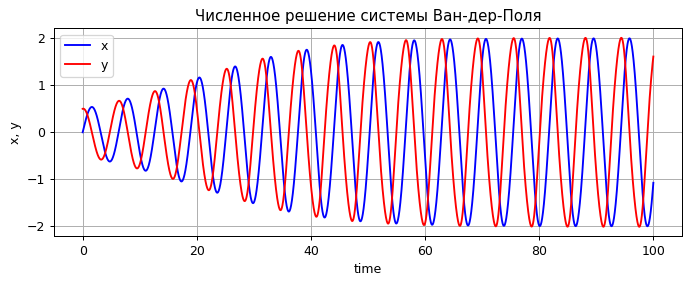 Численное решение системы Ван-дер-Поля
x
y
2
1
0
−1
−2
x, y
0 20 40 60 80 100
time